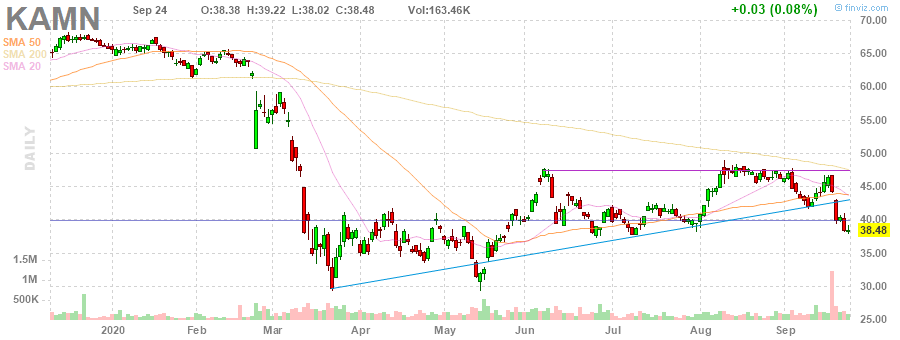 KAMN Sep 24 O:38.38 H:39.22 L:38.02 C:38.48 Vol:163.46K +0.03 (0.08%) © finviz.com
SMA 50
SMA 200
SMA 20
DAILY
70.00
65.00
60.00
55.00
50.00
45.00
40.00
38.48
35.00
30.00
25.00
1.5M
1M
500K
2020 Feb Mar Apr May Jun Jul Aug Sep